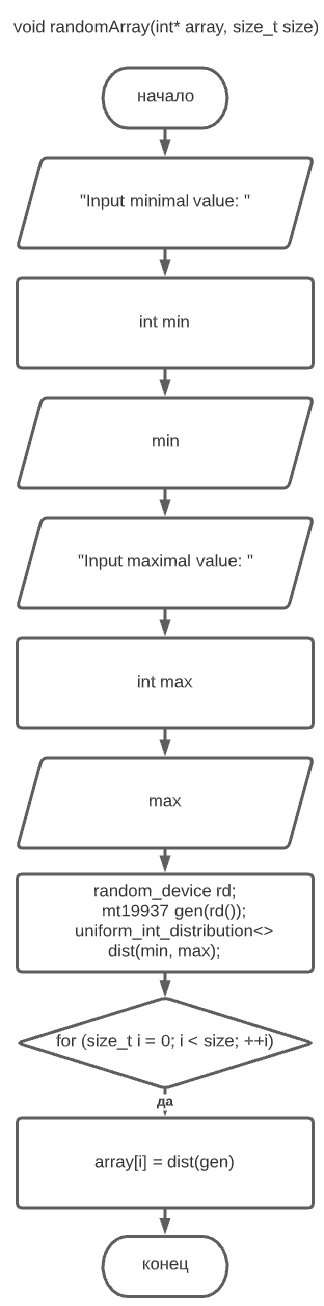 void randomArray(int* array, size_t size)
начало
"Input minimal value: "
int min
min
"Input maximal value: "
int max
max
random_device rd;
mt19937 gen(rd());
uniform_int_distribution<>
dist(min, max);
for (size_t i = 0; i < size; ++i)
да
array[i] = dist(gen)
конец